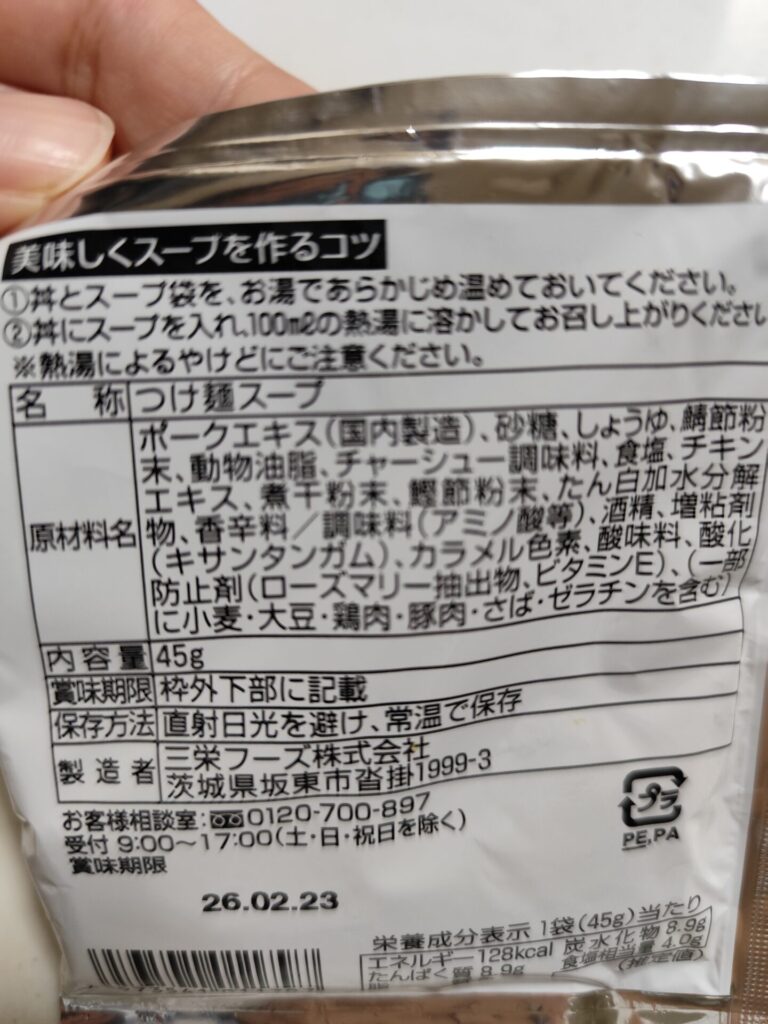 美味しくスープを作るコツ
①丼とスープ袋を、お湯であらかじめ温めておいてください。
②丼にスープを入れ、100mlの熱湯に溶かしてお召し上がりください
※熱湯によるやけどにご注意ください。
名 称 つけ麺スープ
原材料名 ポークエキス(国内製造)、砂糖、しょうゆ、鯖節粉
末、動物油脂、チャーシュー調味料、食塩、チキン
エキス、煮干粉末、鰹節粉末、たん白加水分解
物、香辛料/調味料(アミノ酸等)、酒精、増粘剤
(キサンタンガム)、カラメル色素、酸味料、酸化
防止剤(ローズマリー抽出物、ビタミンE)、(一部
に小麦・大豆・鶏肉・豚肉・さば・ゼラチンを含む)
内容量 45g
賞味期限 枠外下部に記載
保存方法 直射日光を避け、常温で保存
製造者 三栄フーズ株式会社
茨城県坂東市沓掛1999-3
お客様相談室:0120-700-897
受付 9:00〜17:00(土・日・祝日を除く)
賞味期限
26.02.23
プラ
PE,PA
栄養成分表示 1袋(45g)当たり
エネルギー 128kcal 炭水化物 8.9g
たんぱく質 8.9g 食塩相当量 4.0g
(推定値)